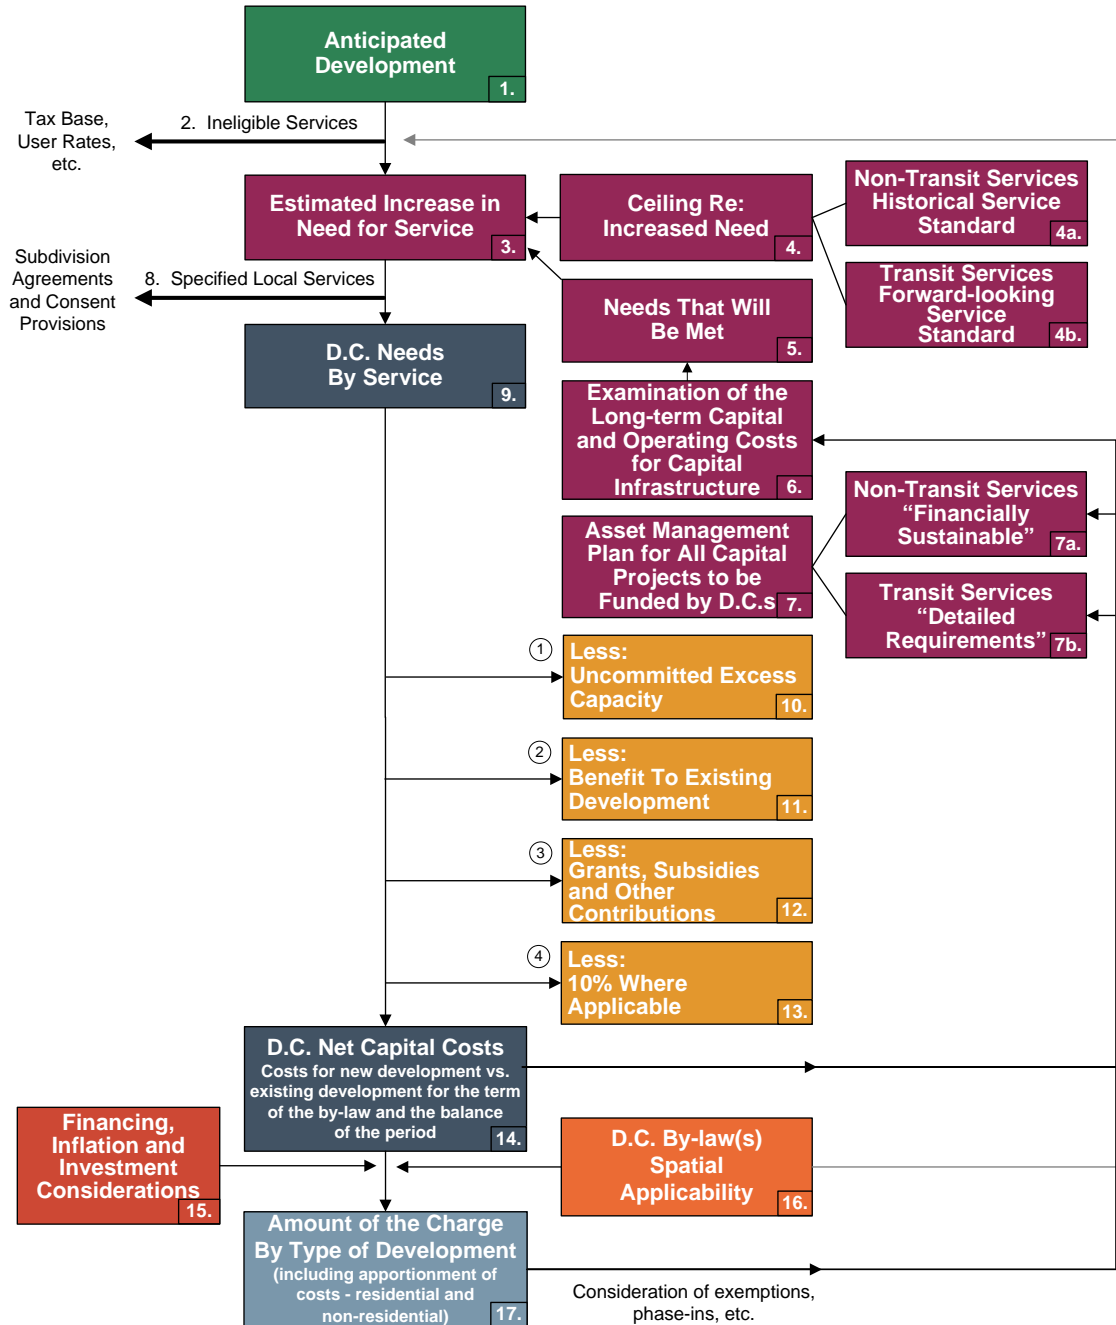 Anticipated
Development
1.
Tax Base,
User Rates,
etc.
2.  Ineligible Services
Estimated Increase in
Need for Service
3.
Ceiling Re:
Increased Need
4.
Non-Transit Services
Historical Service
Standard
4a.
Transit Services
Forward-looking
Service
Standard
4b.
Subdivision
Agreements
and Consent
Provisions
8.  Specified Local Services
Needs That Will
Be Met
5.
D.C. Needs
By Service
9.
Examination of the
Long-term Capital
and Operating Costs
for Capital
Infrastructure
6.
Non-Transit Services
“Financially
Sustainable”
7a.
Asset Management
Plan for All Capital
Projects to be
Funded by D.C.s
7.
Transit Services
“Detailed
Requirements”
7b.
1
Less:
Uncommitted Excess
Capacity
10.
2
Less:
Benefit To Existing
Development
11.
3
Less:
Grants, Subsidies
and Other
Contributions
12.
4
Less:
10% Where
Applicable
13.
D.C. Net Capital Costs
Costs for new development vs.
existing development for the term
of the by-law and the balance
of the period
14.
Financing,
Inflation and
Investment
Considerations
15.
D.C. By-law(s)
Spatial
Applicability
16.
Amount of the Charge
By Type of Development
(including apportionment of
costs - residential and
non-residential)
17.
Consideration of exemptions,
phase-ins, etc.